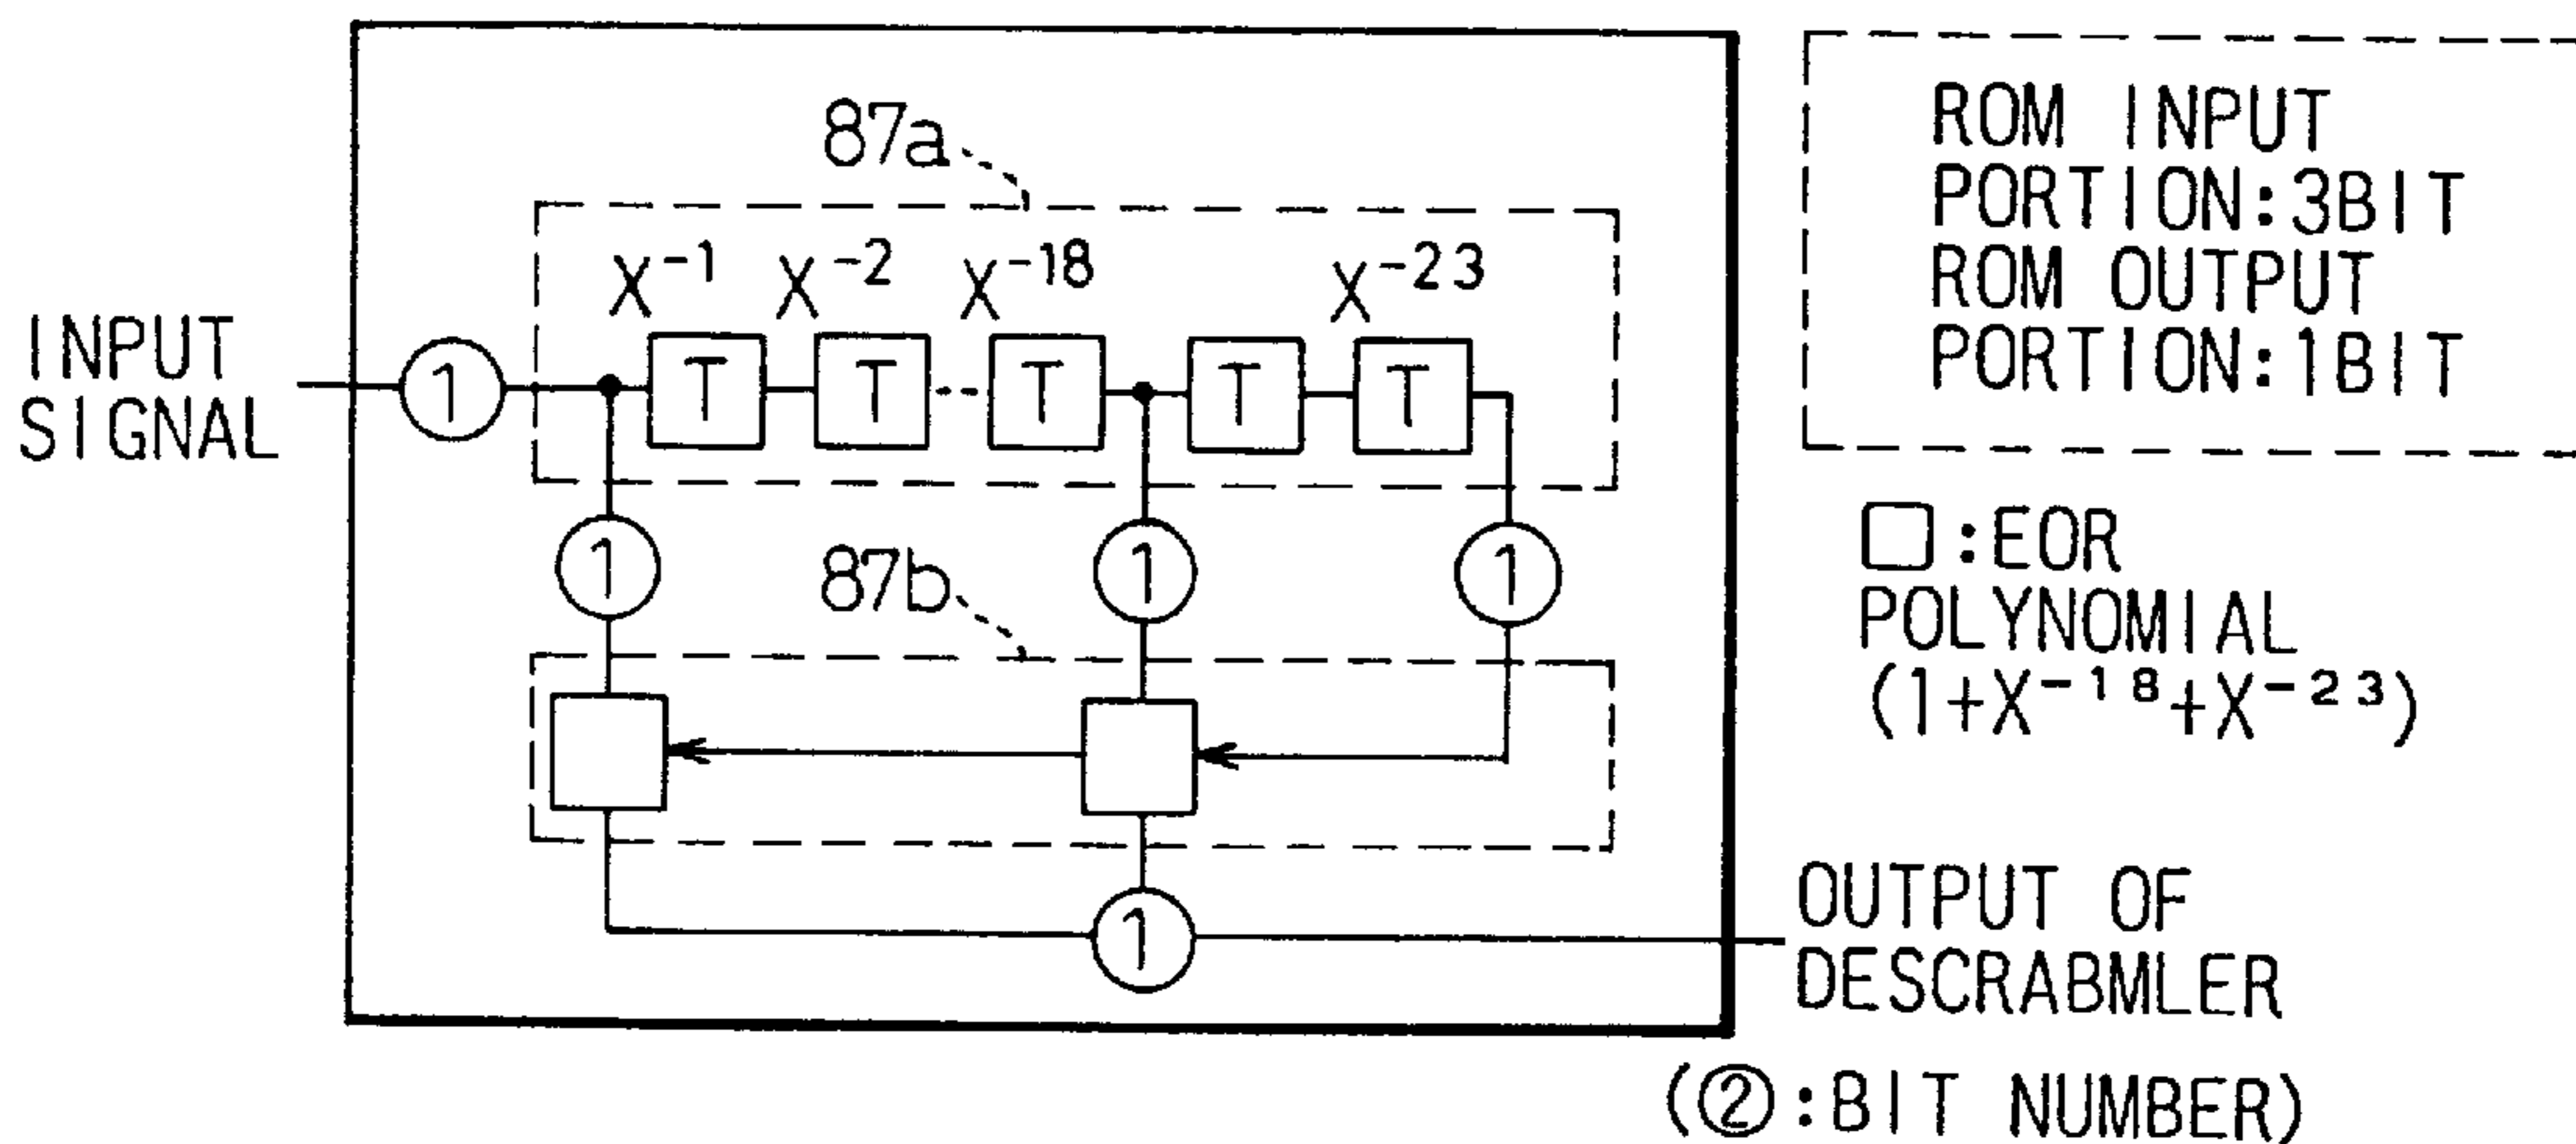 87a
X⁻¹ X⁻² X⁻¹⁸ X⁻²³
INPUT
SIGNAL
① T T T T T
① ① ①
87b
①
ROM INPUT
PORTION:3BIT
ROM OUTPUT
PORTION:1BIT
□:EOR
POLYNOMIAL
(1+X⁻¹⁸+X⁻²³)
OUTPUT OF
DESCRABMLER
(②:BIT NUMBER)